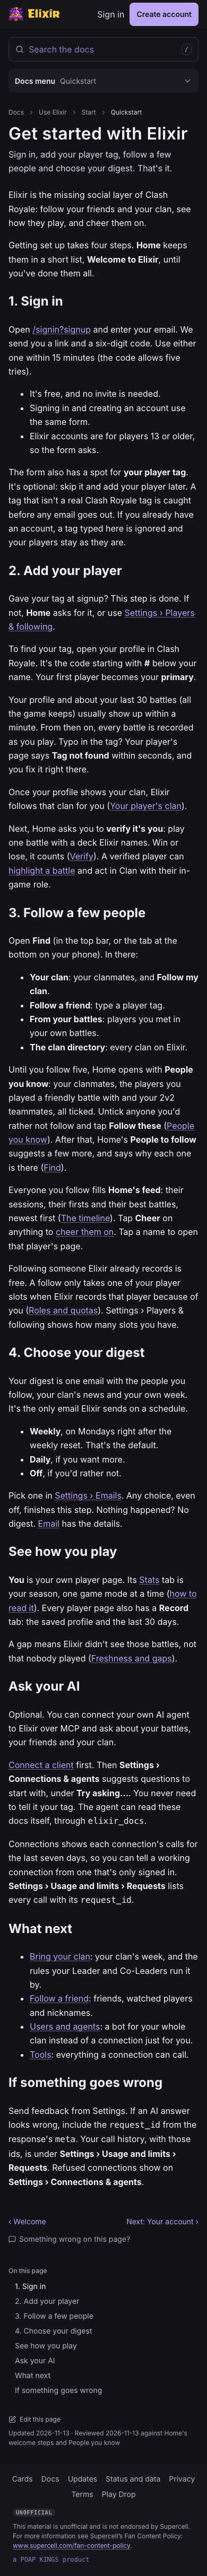 Elixir
Sign in
Create account
Search the docs
/
Docs menu Quickstart
Docs › Use Elixir › Start › Quickstart
Get started with Elixir
Sign in, add your player tag, follow a few
people and choose your digest. That's it.
Elixir is the missing social layer of Clash
Royale: follow your friends and your clan, see
how they play, and cheer them on.
Getting set up takes four steps. Home keeps
them in a short list, Welcome to Elixir, until
you've done them all.
1. Sign in
Open /signin?signup and enter your email. We
send you a link and a six-digit code. Use either
one within 15 minutes (the code allows five
tries).
• It's free, and no invite is needed.
• Signing in and creating an account use
the same form.
• Elixir accounts are for players 13 or older,
so the form asks.
The form also has a spot for your player tag.
It's optional: skip it and add your player later. A
tag that isn't a real Clash Royale tag is caught
before any email goes out. If you already have
an account, a tag typed here is ignored and
your players stay as they are.
2. Add your player
Gave your tag at signup? This step is done. If
not, Home asks for it, or use Settings › Players
& following.
To find your tag, open your profile in Clash
Royale. It's the code starting with # below your
name. Your first player becomes your primary.
Your profile and about your last 30 battles (all
the game keeps) usually show up within a
minute. From then on, every battle is recorded
as you play. Typo in the tag? Your player's
page says Tag not found within seconds, and
you fix it right there.
Once your profile shows your clan, Elixir
follows that clan for you (Your player's clan).
Next, Home asks you to verify it's you: play
one battle with a deck Elixir names. Win or
lose, it counts (Verify). A verified player can
highlight a battle and act in Clan with their in-
game role.
3. Follow a few people
Open Find (in the top bar, or the tab at the
bottom on your phone). In there:
• Your clan: your clanmates, and Follow my
clan.
• Follow a friend: type a player tag.
• From your battles: players you met in
your own battles.
• The clan directory: every clan on Elixir.
Until you follow five, Home opens with People
you know: your clanmates, the players you
played a friendly battle with and your 2v2
teammates, all ticked. Untick anyone you'd
rather not follow and tap Follow these (People
you know). After that, Home's People to follow
suggests a few more, and says why each one
is there (Find).
Everyone you follow fills Home's feed: their
sessions, their firsts and their best battles,
newest first (The timeline). Tap Cheer on
anything to cheer them on. Tap a name to open
that player's page.
Following someone Elixir already records is
free. A follow only takes one of your player
slots when Elixir records that player because of
you (Roles and quotas). Settings › Players &
following shows how many slots you have.
4. Choose your digest
Your digest is one email with the people you
follow, your clan's news and your own week.
It's the only email Elixir sends on a schedule.
• Weekly, on Mondays right after the
weekly reset. That's the default.
• Daily, if you want more.
• Off, if you'd rather not.
Pick one in Settings › Emails. Any choice, even
off, finishes this step. Nothing happened? No
digest. Email has the details.
See how you play
You is your own player page. Its Stats tab is
your season, one game mode at a time (how to
read it). Every player page also has a Record
tab: the saved profile and the last 30 days.
A gap means Elixir didn't see those battles, not
that nobody played (Freshness and gaps).
Ask your AI
Optional. You can connect your own AI agent
to Elixir over MCP and ask about your battles,
your friends and your clan.
Connect a client first. Then Settings ›
Connections & agents suggests questions to
start with, under Try asking…. You never need
to tell it your tag. The agent can read these
docs itself, through elixir_docs.
Connections shows each connection's calls for
the last seven days, so you can tell a working
connection from one that's only signed in.
Settings › Usage and limits › Requests lists
every call with its request_id.
What next
• Bring your clan: your clan's week, and the
rules your Leader and Co-Leaders run it
by.
• Follow a friend: friends, watched players
and nicknames.
• Users and agents: a bot for your whole
clan instead of a connection just for you.
• Tools: everything a connection can call.
If something goes wrong
Send feedback from Settings. If an AI answer
looks wrong, include the request_id from the
response's meta. Your call history, with those
ids, is under Settings › Usage and limits ›
Requests. Refused connections show on
Settings › Connections & agents.
‹ Welcome
Next: Your account ›
Something wrong on this page?
On this page
1. Sign in
2. Add your player
3. Follow a few people
4. Choose your digest
See how you play
Ask your AI
What next
If something goes wrong
Edit this page
Updated 2026-11-13 · Reviewed 2026-11-13 against Home's
welcome steps and People you know
Cards Docs Updates Status and data Privacy
Terms Play Drop
UNOFFICIAL
This material is unofficial and is not endorsed by Supercell.
For more information see Supercell's Fan Content Policy:
www.supercell.com/fan-content-policy.
a POAP KINGS product